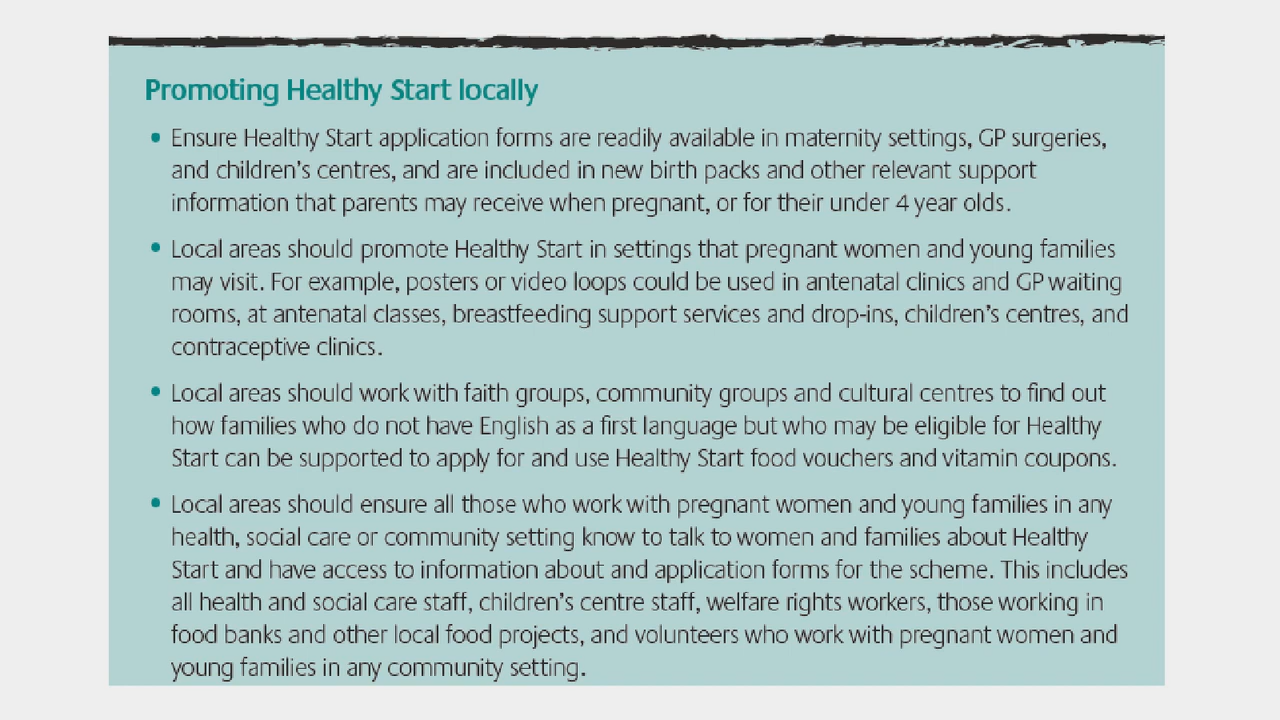 Promoting Healthy Start locally
• Ensure Healthy Start application forms are readily available in maternity settings, GP surgeries,
and children's centres, and are included in new birth packs and other relevant support
information that parents may receive when pregnant, or for their under 4 year olds.
• Local areas should promote Healthy Start in settings that pregnant women and young families
may visit. For example, posters or video loops could be used in antenatal clinics and GP waiting
rooms, at antenatal classes, breastfeeding support services and drop-ins, children's centres, and
contraceptive clinics.
• Local areas should work with faith groups, community groups and cultural centres to find out
how families who do not have English as a first language but who may be eligible for Healthy
Start can be supported to apply for and use Healthy Start food vouchers and vitamin coupons.
• Local areas should ensure all those who work with pregnant women and young families in any
health, social care or community setting know to talk to women and families about Healthy
Start and have access to information about and application forms for the scheme. This includes
all health and social care staff, children's centre staff, welfare rights workers, those working in
food banks and other local food projects, and volunteers who work with pregnant women and
young families in any community setting.